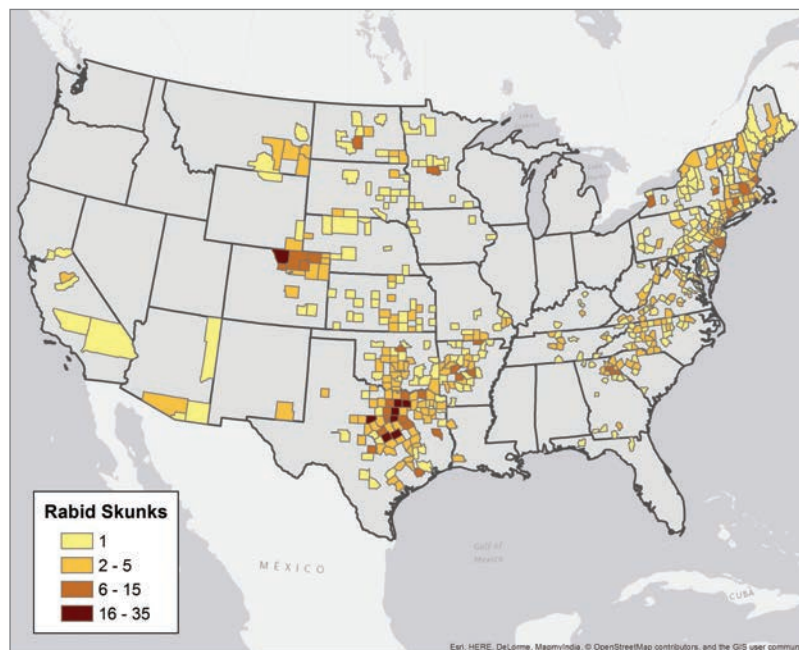 Rabid Skunks
1
2 - 5
6 - 15
16 - 35
MÉXICO
Gulf of
Mexico
CUBA
Esri, HERE, DeLorme, MapmyIndia, © OpenStreetMap contributors, and the GIS user commun